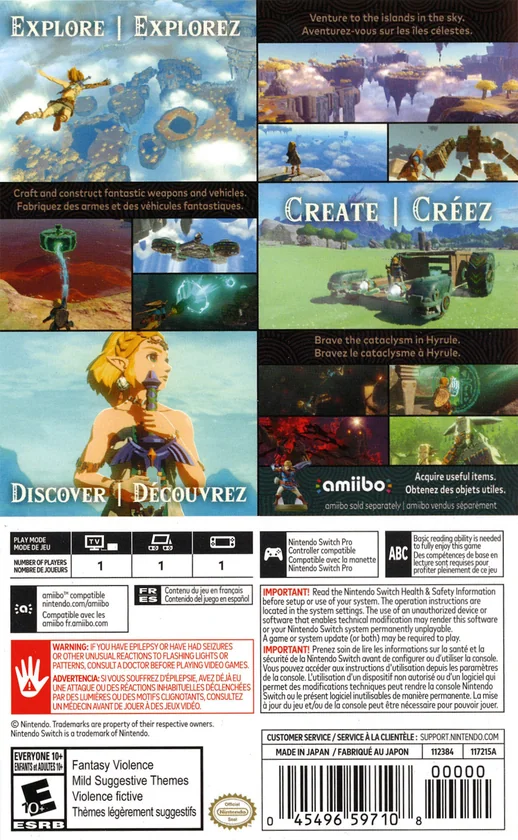 EXPLORE | EXPLOREZ
Venture to the islands in the sky.
Aventurez-vous sur les îles célestes.
Craft and construct fantastic weapons and vehicles.
Fabriquez des armes et des véhicules fantastiques.
CREATE | CRÉEZ
Brave the cataclysm in Hyrule.
Bravez le cataclysme à Hyrule.
DISCOVER | DÉCOUVREZ
amiibo
Acquire useful items.
Obtenez des objets utiles.
amiibo sold separately | amiibo vendus séparément
PLAY MODE
MODE DE JEU
TV
NUMBER OF PLAYERS
NOMBRE DE JOUEURS
1
1
1
Nintendo Switch Pro
Controller compatible
Compatible avec la manette
Nintendo Switch Pro
ABC
Basic reading ability is needed
to fully enjoy this game
Des compétences de base en
lecture sont requises pour
profiter pleinement de ce jeu
amiibo™ compatible
nintendo.com/amiibo
Compatible avec les
amiibo fr.amiibo.com
FR
ES
Contenu du jeu en français
Contenido del juego en español
IMPORTANT! Read the Nintendo Switch Health & Safety Information
before setup or use of your system. The operation instructions are
located in the system settings. The use of an unauthorized device or
software that enables technical modification may render this software
or your Nintendo Switch system permanently unplayable.
A game or system update (or both) may be required to play.
IMPORTANT! Prenez soin de lire les informations sur la santé et la
sécurité de la Nintendo Switch avant de configurer ou d'utiliser la console.
Vous pouvez accéder aux instructions d'utilisation depuis les paramètres
de la console. L'utilisation d'un dispositif non autorisé ou d'un logiciel qui
permet des modifications techniques peut rendre la console Nintendo
Switch ou le présent logiciel inutilisables de manière permanente. La mise
à jour du jeu et/ou de la console peut être nécessaire pour pouvoir jouer.
WARNING: IF YOU HAVE EPILEPSY OR HAVE HAD SEIZURES
OR OTHER UNUSUAL REACTIONS TO FLASHING LIGHTS OR
PATTERNS, CONSULT A DOCTOR BEFORE PLAYING VIDEO GAMES.
ADVERTENCIA: SI VOUS SOUFFREZ D'ÉPILEPSIE, AVEZ DÉJÀ EU
UNE ATTAQUE OU DES RÉACTIONS INHABITUELLES DÉCLENCHÉES
PAR DES LUMIÈRES OU DES MOTIFS CLIGNOTANTS, CONSULTEZ
UN MÉDECIN AVANT DE JOUER À DES JEUX VIDÉO.
© Nintendo. Trademarks are property of their respective owners.
Nintendo Switch is a trademark of Nintendo.
CUSTOMER SERVICE / SERVICE À LA CLIENTÈLE : SUPPORT.NINTENDO.COM
MADE IN JAPAN / FABRIQUÉ AU JAPON
112384
117215A
EVERYONE 10+
ENFANTS et ADULTES 10+
E
10+
ESRB
Fantasy Violence
Mild Suggestive Themes
Violence fictive
Thèmes légèrement suggestifs
Official
Nintendo
Seal
00000
0 45496 59710 8